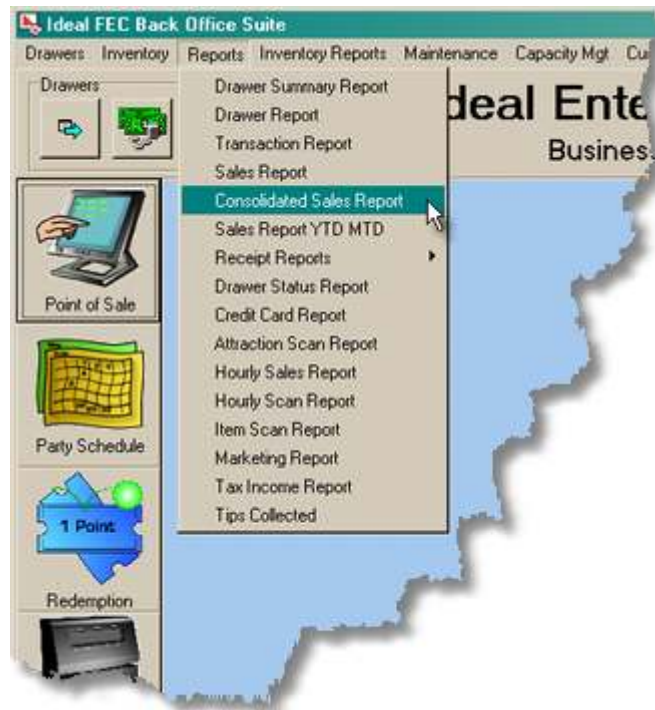 Ideal FEC Back Office Suite
Drawers Inventory Reports Inventory Reports Maintenance Capacity Mgt Cu
Drawers
deal Ente
Busines
Drawer Summary Report
Drawer Report
Transaction Report
Sales Report
Consolidated Sales Report
Sales Report YTD MTD
Receipt Reports
Drawer Status Report
Credit Card Report
Attraction Scan Report
Hourly Sales Report
Hourly Scan Report
Item Scan Report
Marketing Report
Tax Income Report
Tips Collected
Point of Sale
Party Schedule
1 Point
Redemption